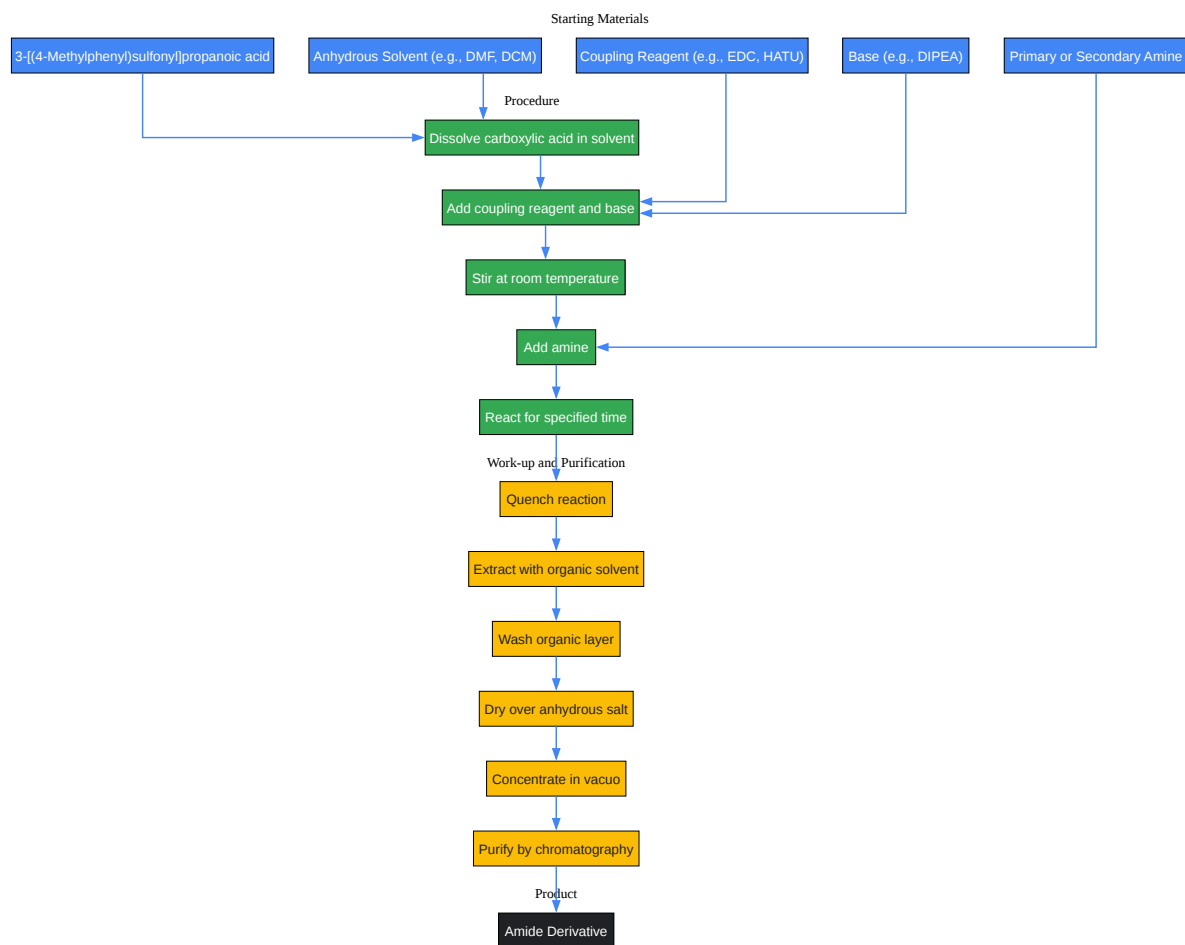 Starting Materials
3-[(4-Methylphenyl)sulfonyl]propanoic acid
Anhydrous Solvent (e.g., DMF, DCM)
Coupling Reagent (e.g., EDC, HATU)
Base (e.g., DIPEA)
Primary or Secondary Amine
Procedure
Dissolve carboxylic acid in solvent
Add coupling reagent and base
Stir at room temperature
Add amine
React for specified time
Work-up and Purification
Quench reaction
Extract with organic solvent
Wash organic layer
Dry over anhydrous salt
Concentrate in vacuo
Purify by chromatography
Product
Amide Derivative